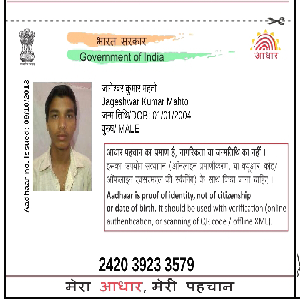 भारत सरकार
Government of India
आधार
Aadhaar no. issued: 08/10/2013
जागेश्वर कुमार महतो
Jageshwar Kumar Mahto
जन्म तिथि/DOB: 01/01/2004
पुरुष/ MALE
आधार पहचान का प्रमाण है, नागरिकता या जन्मतिथि का नहीं ।
इसका उपयोग सत्यापन (ऑनलाइन प्रमाणीकरण, या क्यूआर कोड/
ऑफलाइन एक्सएमएल की स्कैनिंग) के साथ किया जाना चाहिए ।
Aadhaar is proof of identity, not of citizenship
or date of birth. It should be used with verification (online
authentication, or scanning of QR code / offline XML).
2420 3923 3579
मेरा आधार, मेरी पहचान